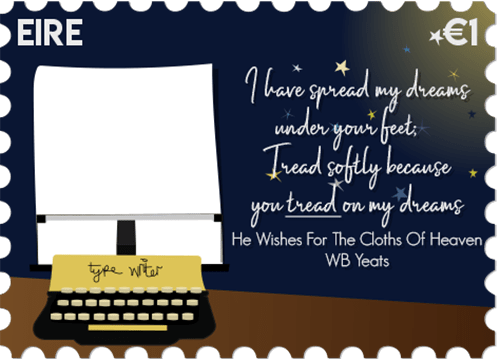 EIRE
€1
I have spread my dreams
under your feet;
Tread softly because
you tread on my dreams
He Wishes For The Cloths Of Heaven
WB Yeats
type writer